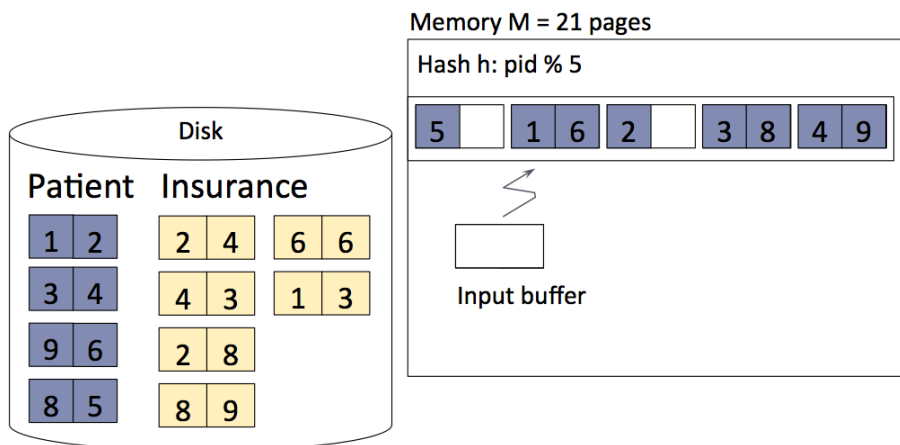 Memory M = 21 pages
Hash h: pid % 5
5 1 6 2 3 8 4 9
Disk
Patient Insurance
1 2 2 4 6 6
3 4 4 3 1 3
9 6 2 8
8 5 8 9
Input buffer